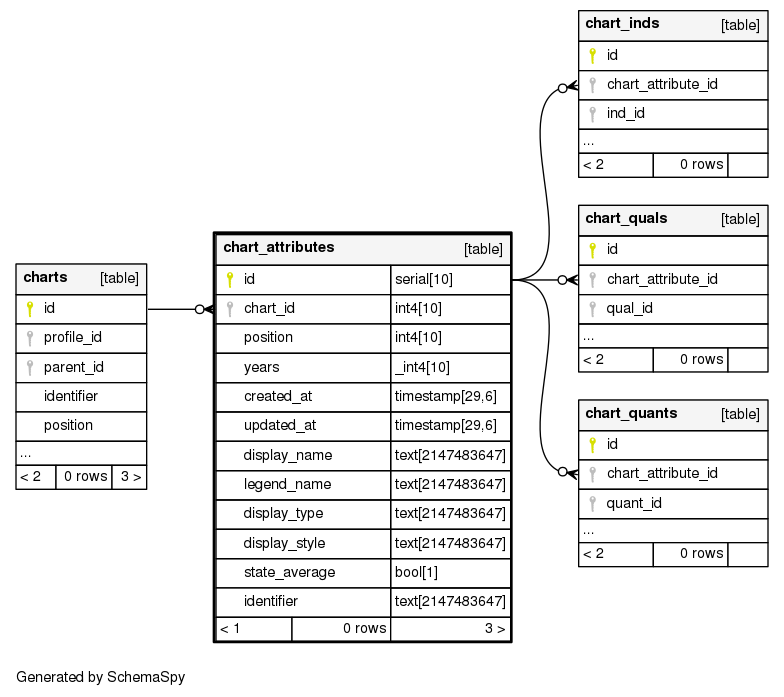 charts [table]
id
profile_id
parent_id
identifier
position
...
< 2 0 rows 3 >
chart_attributes [table]
id serial[10]
chart_id int4[10]
position int4[10]
years _int4[10]
created_at timestamp[29,6]
updated_at timestamp[29,6]
display_name text[2147483647]
legend_name text[2147483647]
display_type text[2147483647]
display_style text[2147483647]
state_average bool[1]
identifier text[2147483647]
< 1 0 rows 3 >
chart_inds [table]
id
chart_attribute_id
ind_id
...
< 2 0 rows
chart_quals [table]
id
chart_attribute_id
qual_id
...
< 2 0 rows
chart_quants [table]
id
chart_attribute_id
quant_id
...
< 2 0 rows
Generated by SchemaSpy